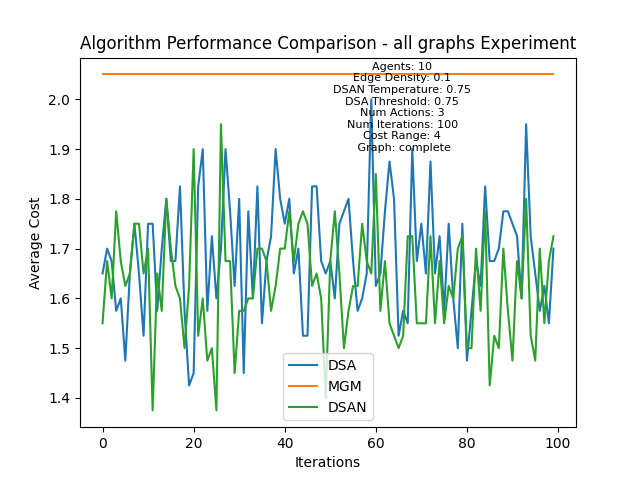 Algorithm Performance Comparison - all graphs Experiment
Agents: 10
Edge Density: 0.1
DSAN Temperature: 0.75
DSA Threshold: 0.75
Num Actions: 3
Num Iterations: 100
Cost Range: 4
Graph: complete
Average Cost
2.0
1.9
1.8
1.7
1.6
1.5
1.4
DSA
MGM
DSAN
0
20
40
60
80
100
Iterations